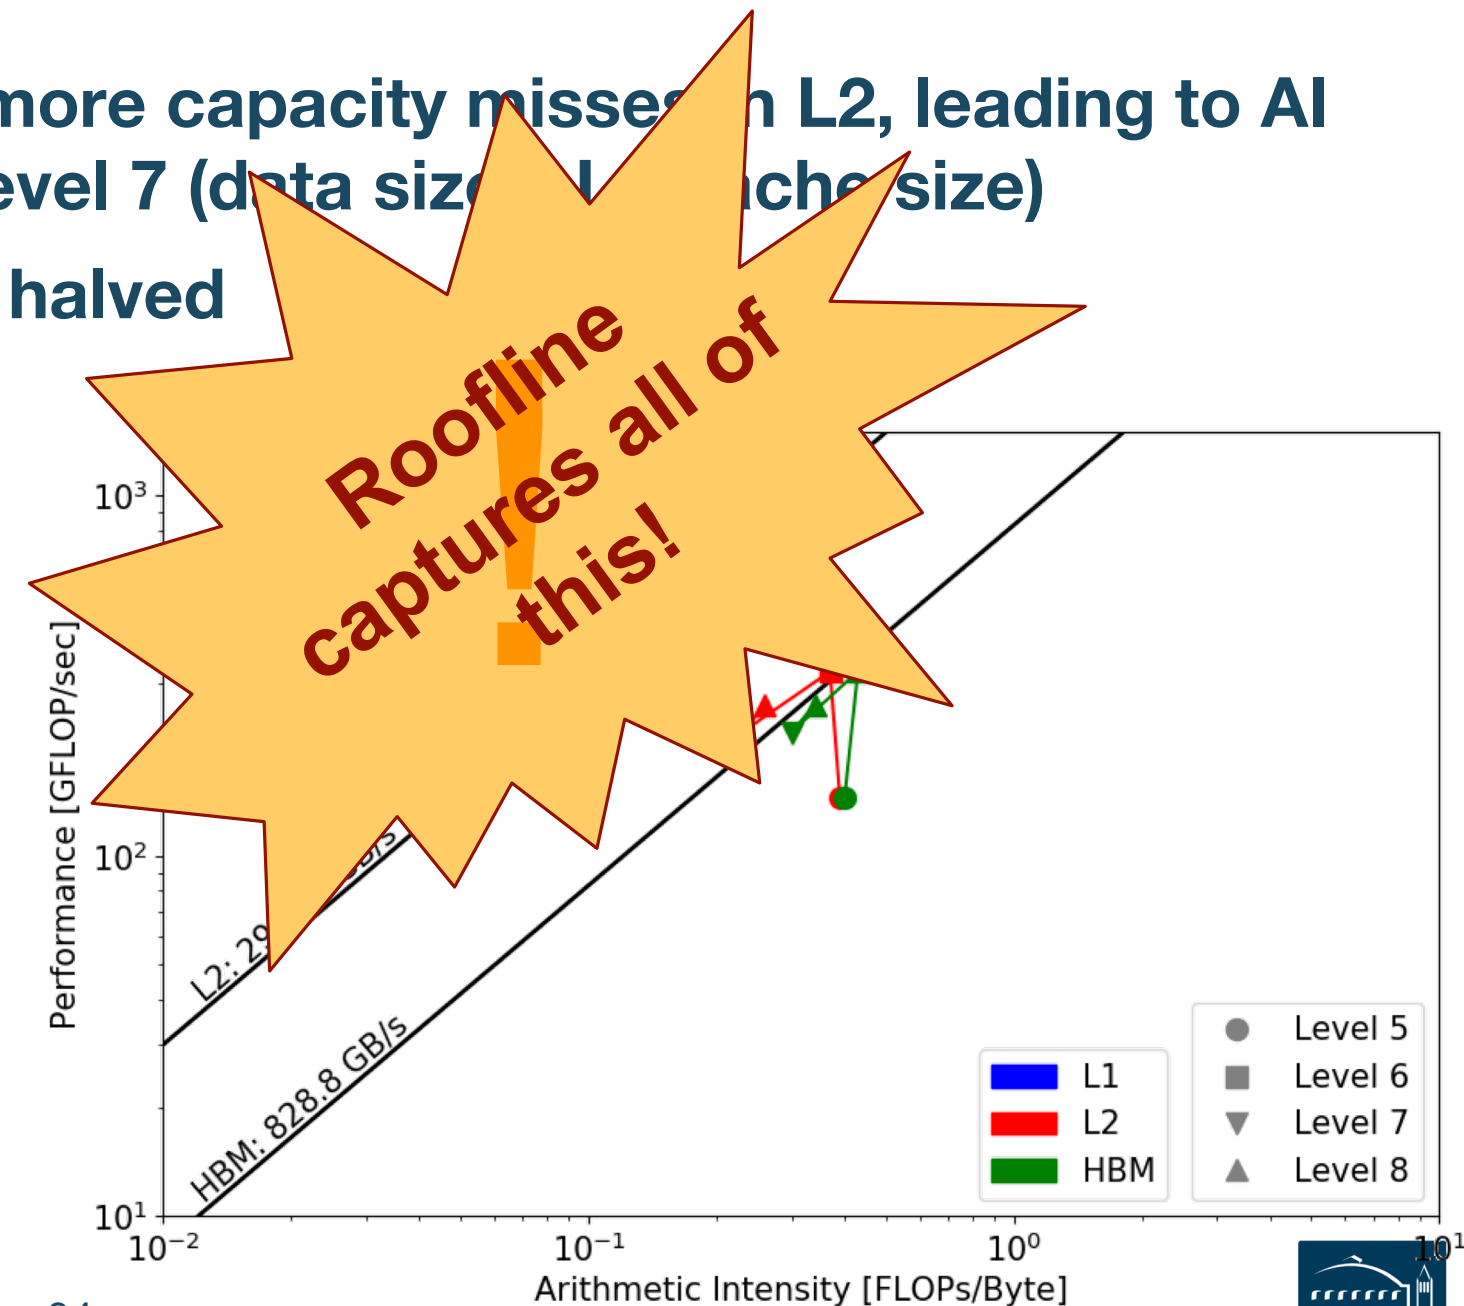 more capacity misses in L2, leading to AI
level 7 (data size L cache size)
halved
Roofline
captures all of
this!
10³
10²
10¹
Performance [GFLOP/sec]
L2: 29 GB/s
HBM: 828.8 GB/s
L1
L2
HBM
Level 5
Level 6
Level 7
Level 8
10⁻²
10⁻¹
10⁰
10¹
Arithmetic Intensity [FLOPs/Byte]